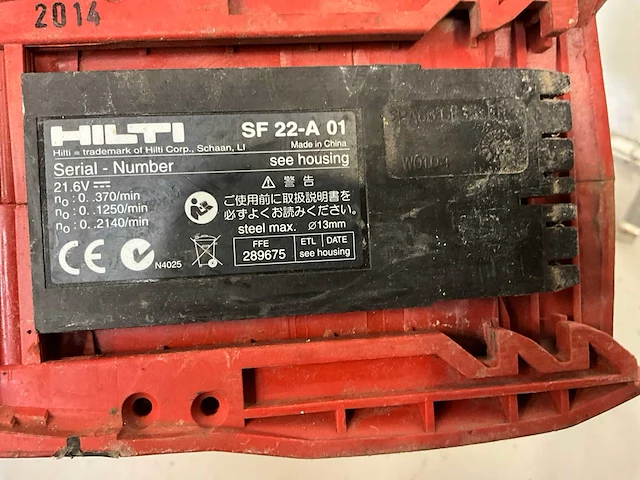 2014
HILTI SF 22-A 01
Hilti = trademark of Hilti Corp., Schaan, LI Made in China
Serial - Number see housing
21.6V
n₀ : 0..370/min
n₀ : 0..1250/min
n₀ : 0..2140/min
警告
ご使用前に取扱説明書を
必ずよくお読みください。
steel max. ∅13mm
CE N4025
FFE ETL DATE
289675 see housing
W0104